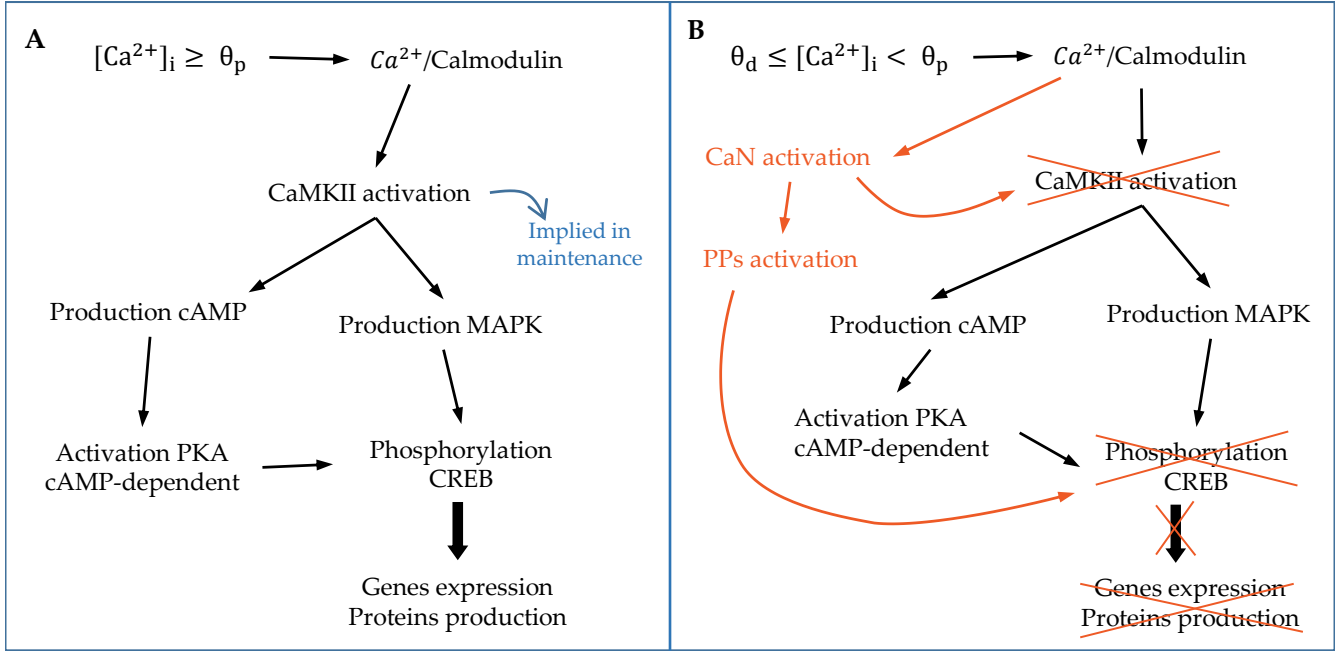 A
[Ca²⁺]ᵢ ≥ θₚ
Ca²⁺/Calmodulin
CaMKII activation
Implied in
maintenance
Production cAMP
Production MAPK
Activation PKA
cAMP-dependent
Phosphorylation
CREB
Genes expression
Proteins production
B
θ_d ≤ [Ca²⁺]ᵢ < θₚ
Ca²⁺/Calmodulin
CaN activation
CaMKII activation
PPs activation
Production cAMP
Production MAPK
Activation PKA
cAMP-dependent
Phosphorylation
CREB
Genes expression
Proteins production